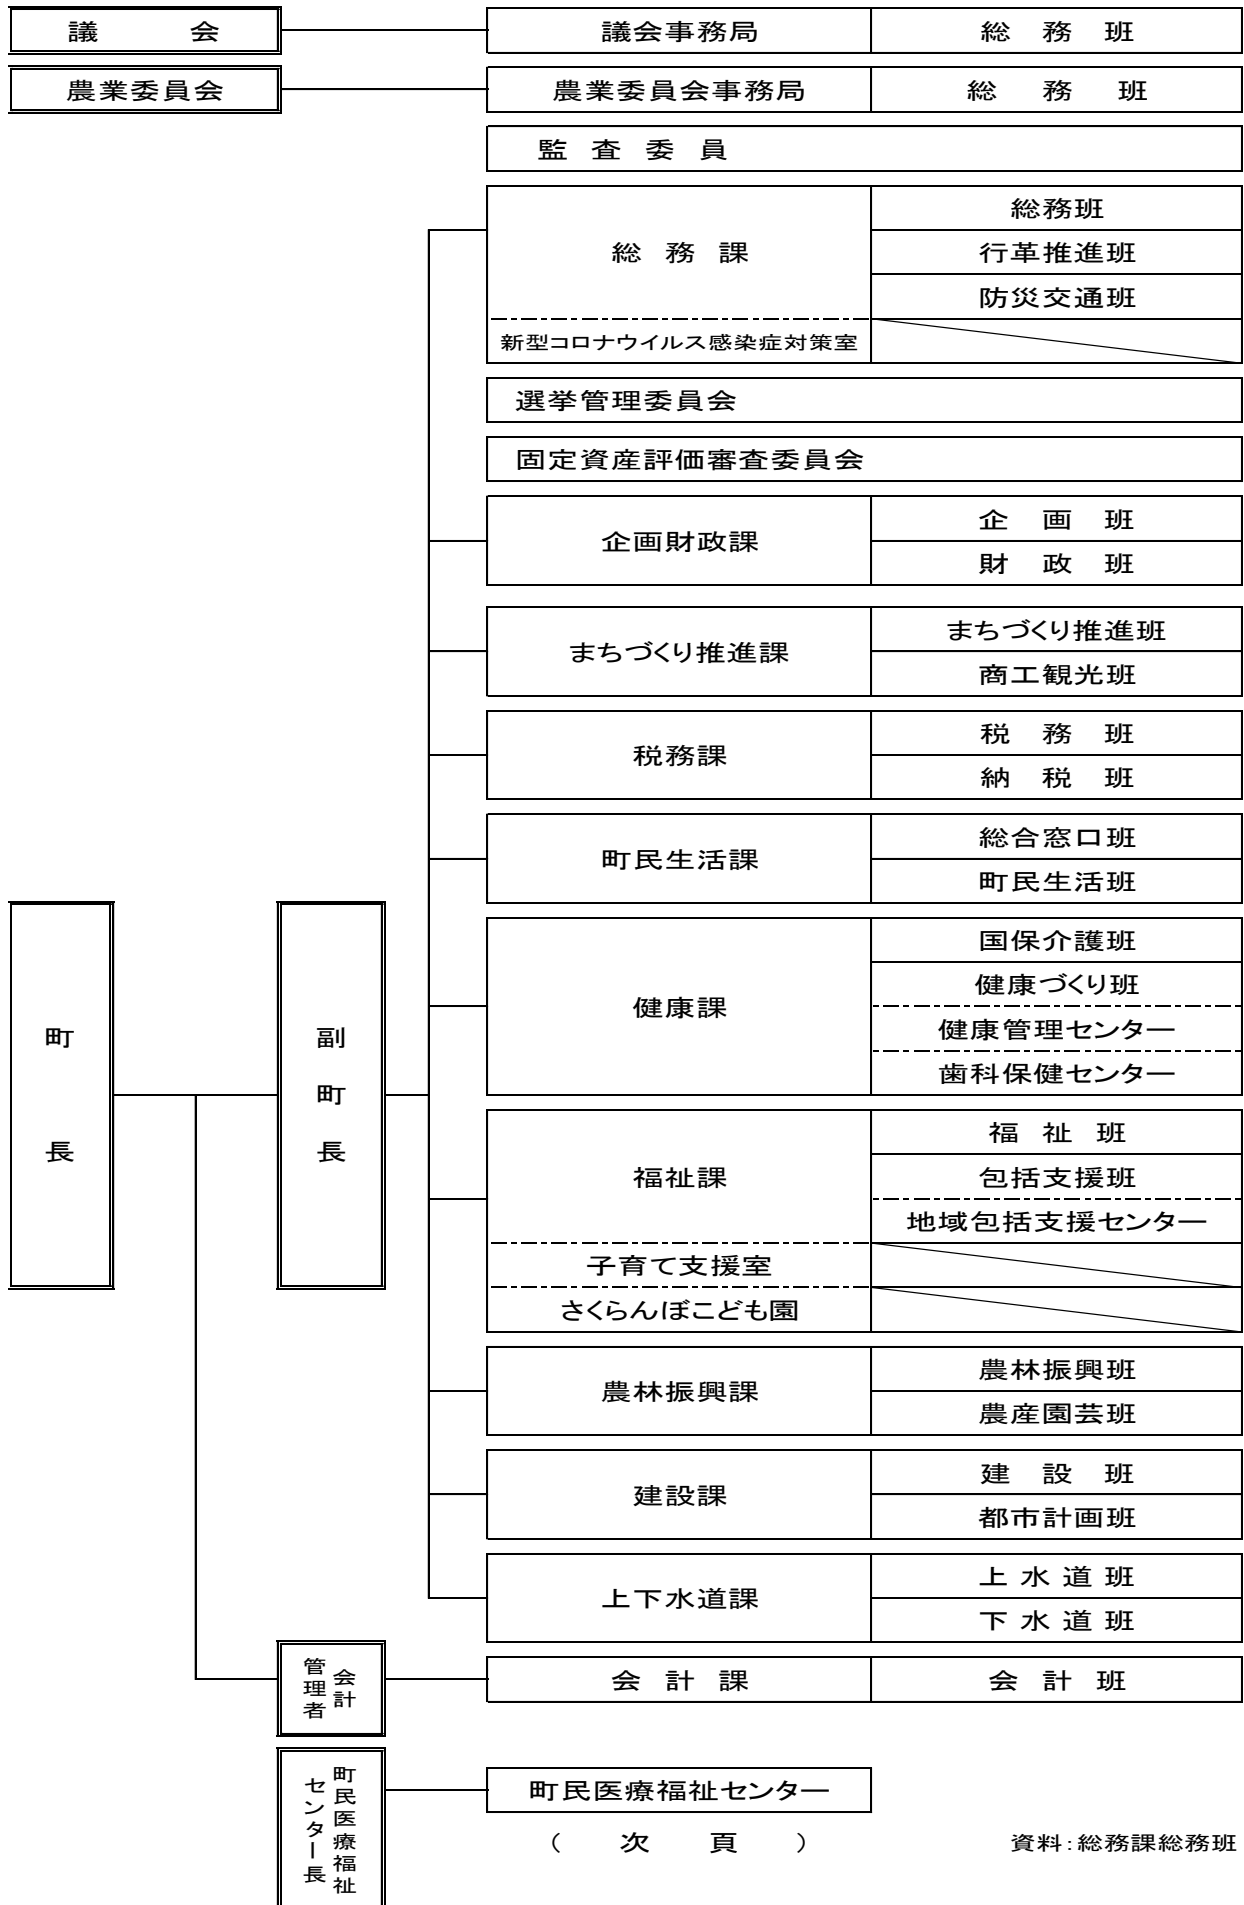 議会 議会事務局 総務班
農業委員会 農業委員会事務局 総務班
監査委員
総務課 総務班
行革推進班
防災交通班
新型コロナウイルス感染症対策室
選挙管理委員会
固定資産評価審査委員会
企画財政課 企画班
財政班
まちづくり推進課 まちづくり推進班
商工観光班
税務課 税務班
納税班
町民生活課 総合窓口班
町民生活班
町長
副町長
健康課 国保介護班
健康づくり班
健康管理センター
歯科保健センター
福祉課 福祉班
包括支援班
地域包括支援センター
子育て支援室
さくらんぼこども園
農林振興課 農林振興班
農産園芸班
建設課 建設班
都市計画班
上下水道課 上水道班
下水道班
会計
管理者
会計課 会計班
町民医療福祉
センター長
町民医療福祉センター
(次頁)
資料:総務課総務班